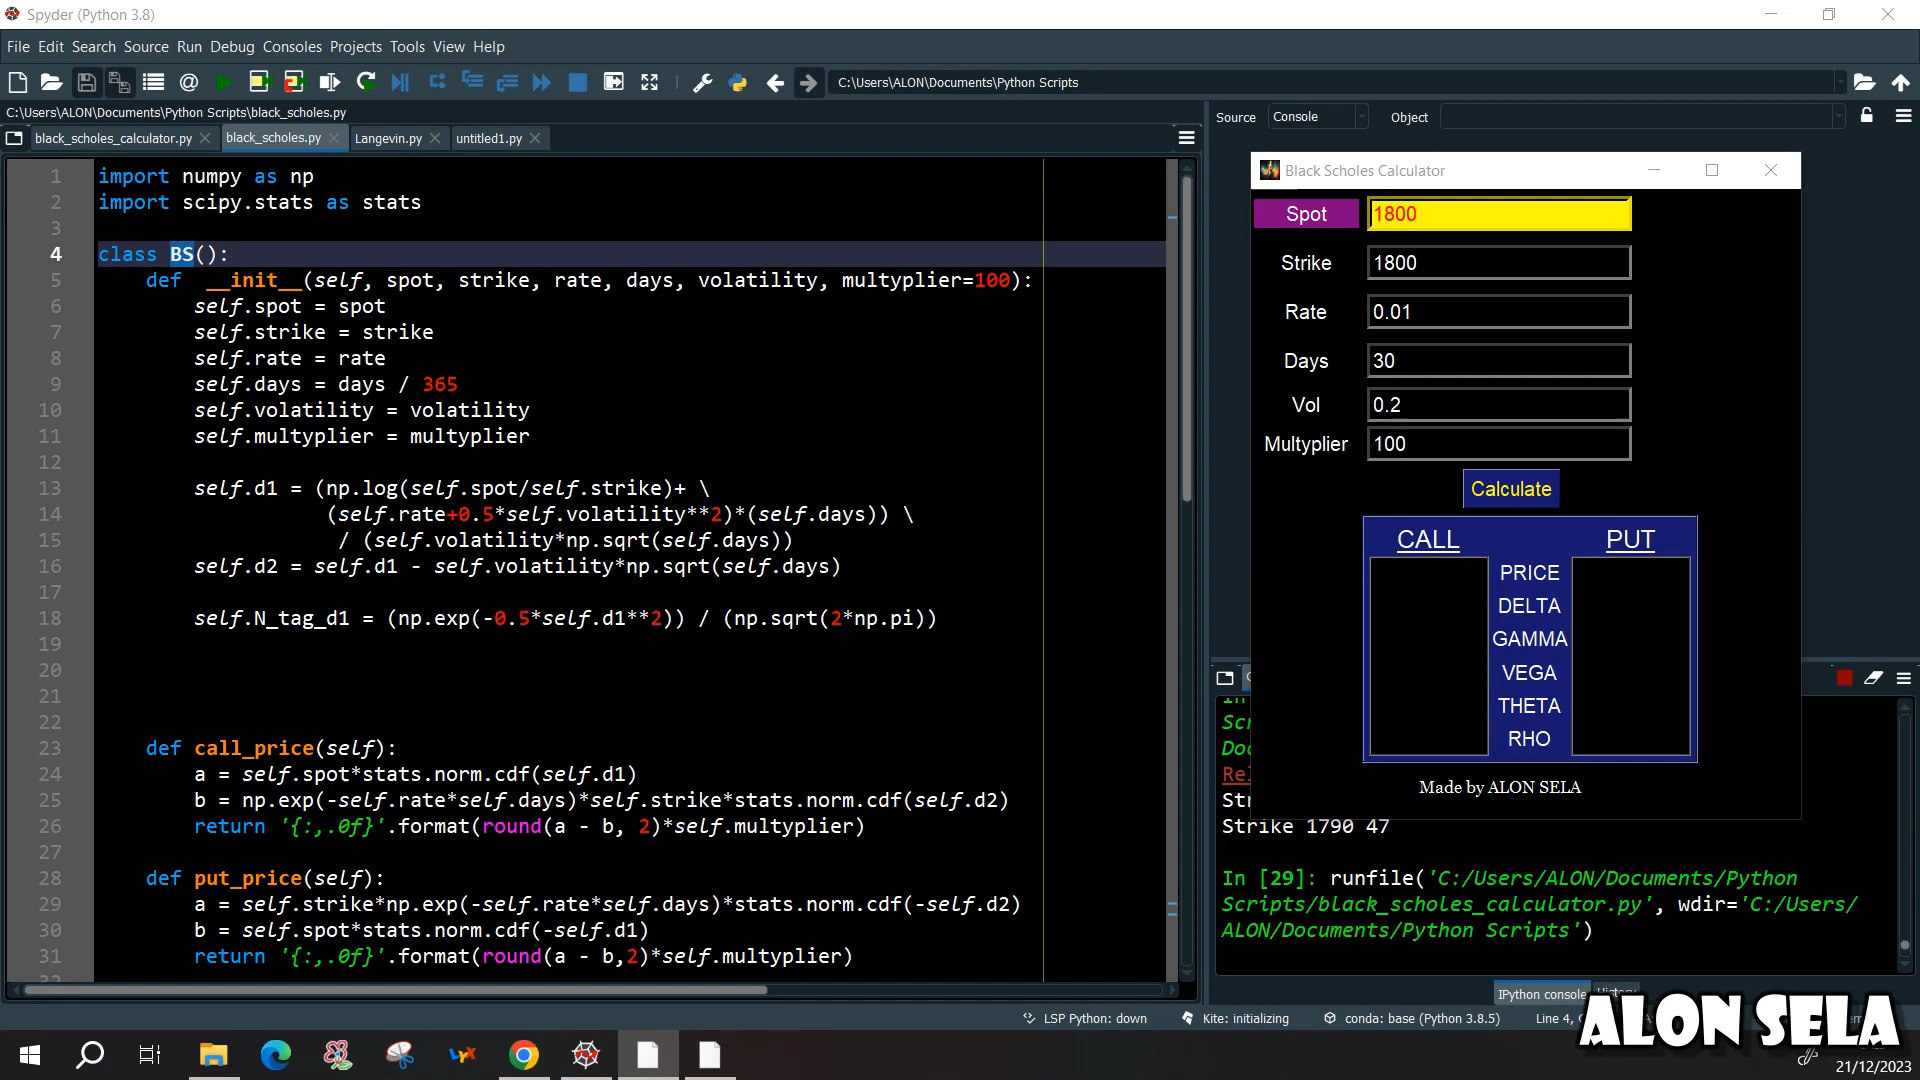 Spyder (Python 3.8)
File Edit Search Source Run Debug Consoles Projects Tools View Help
C:\Users\ALON\Documents\Python Scripts
C:\Users\ALON\Documents\Python Scripts\black_scholes.py
Source Console Object
black_scholes_calculator.py black_scholes.py Langevin.py untitled1.py
1 import numpy as np
2 import scipy.stats as stats
3
4 class BS():
5 def __init__(self, spot, strike, rate, days, volatility, multyplier=100):
6 self.spot = spot
7 self.strike = strike
8 self.rate = rate
9 self.days = days / 365
10 self.volatility = volatility
11 self.multyplier = multyplier
12
13 self.d1 = (np.log(self.spot/self.strike)+ \
14 (self.rate+0.5*self.volatility**2)*(self.days)) \
15 / (self.volatility*np.sqrt(self.days))
16 self.d2 = self.d1 - self.volatility*np.sqrt(self.days)
17
18 self.N_tag_d1 = (np.exp(-0.5*self.d1**2)) / (np.sqrt(2*np.pi))
19
20
21
22
23 def call_price(self):
24 a = self.spot*stats.norm.cdf(self.d1)
25 b = np.exp(-self.rate*self.days)*self.strike*stats.norm.cdf(self.d2)
26 return '{:,.0f}'.format(round(a - b, 2)*self.multyplier)
27
28 def put_price(self):
29 a = self.strike*np.exp(-self.rate*self.days)*stats.norm.cdf(-self.d2)
30 b = self.spot*stats.norm.cdf(-self.d1)
31 return '{:,.0f}'.format(round(a - b,2)*self.multyplier)
Black Scholes Calculator
Spot 1800
Strike 1800
Rate 0.01
Days 30
Vol 0.2
Multyplier 100
Calculate
CALL PUT
PRICE
DELTA
GAMMA
VEGA
THETA
RHO
Made by ALON SELA
Strike 1790 47
In [29]: runfile('C:/Users/ALON/Documents/Python
Scripts/black_scholes_calculator.py', wdir='C:/Users/
ALON/Documents/Python Scripts')
IPython console
LSP Python: down Kite: initializing conda: base (Python 3.8.5) Line 4,
ALON SELA
21/12/2023